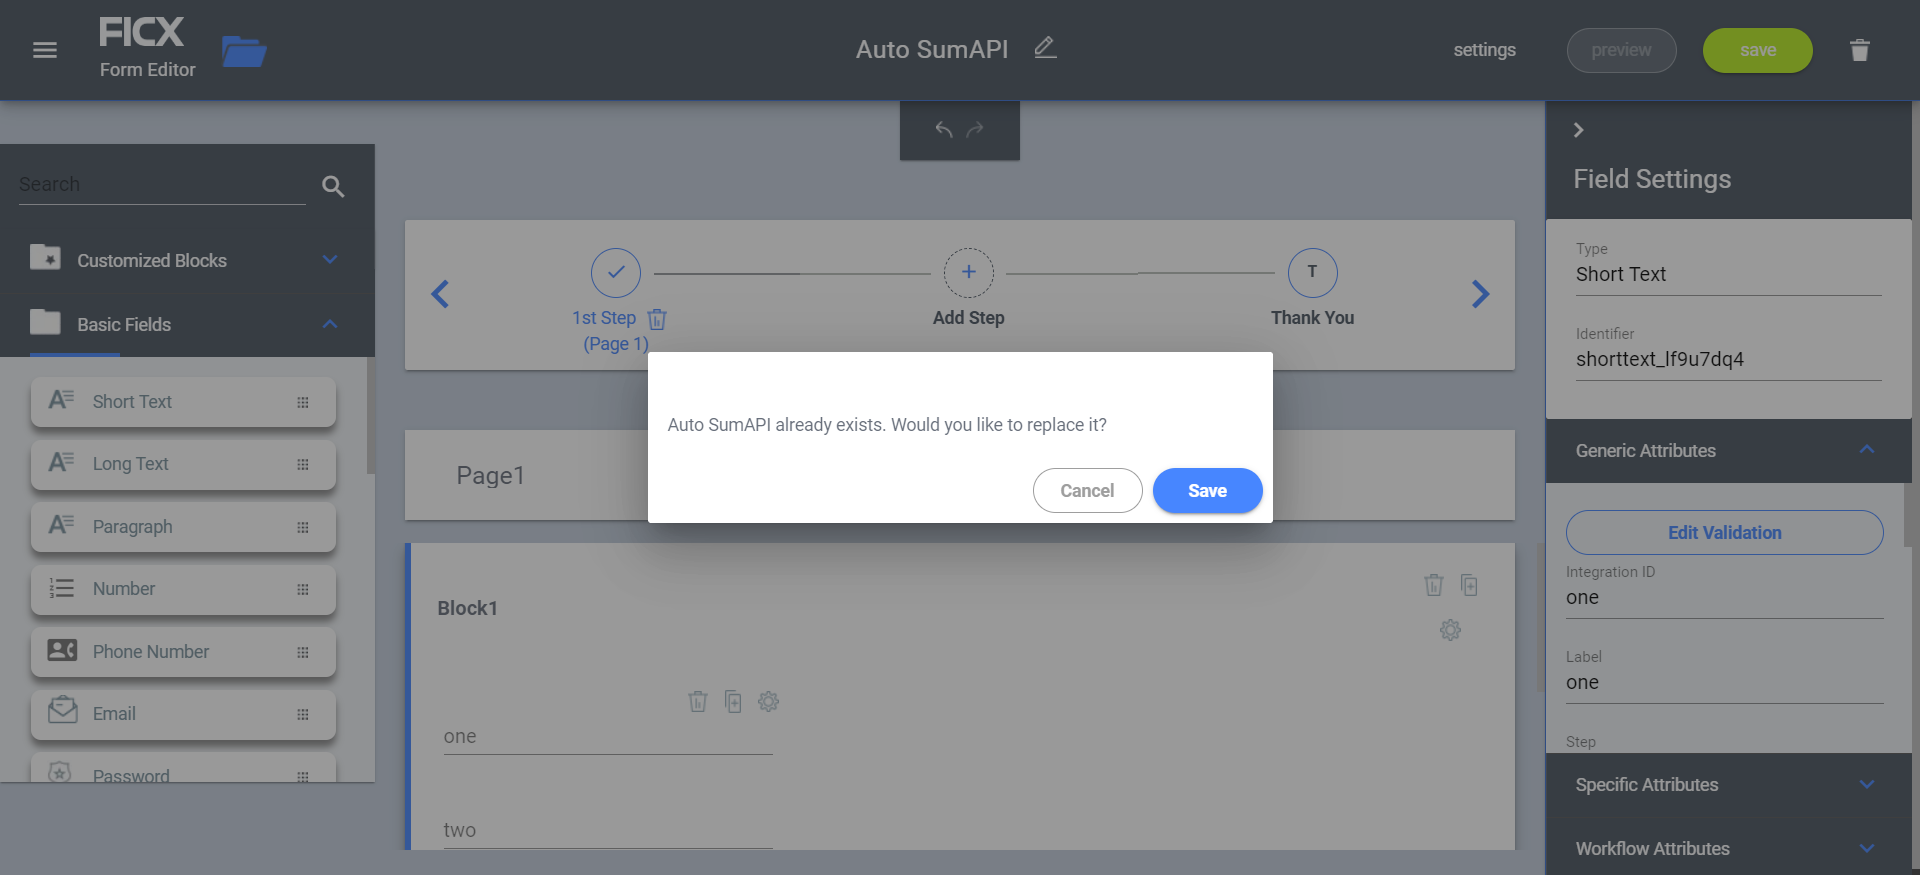 FICX
Form Editor
Auto SumAPI
settings
preview
save
Search
Customized Blocks
Basic Fields
Short Text
Long Text
Paragraph
Number
Phone Number
Email
Password
1st Step
(Page 1)
Add Step
T
Thank You
Auto SumAPI already exists. Would you like to replace it?
Cancel
Save
Page1
Block1
one
two
Field Settings
Type
Short Text
Identifier
shorttext_lf9u7dq4
Generic Attributes
Edit Validation
Integration ID
one
Label
one
Step
Specific Attributes
Workflow Attributes